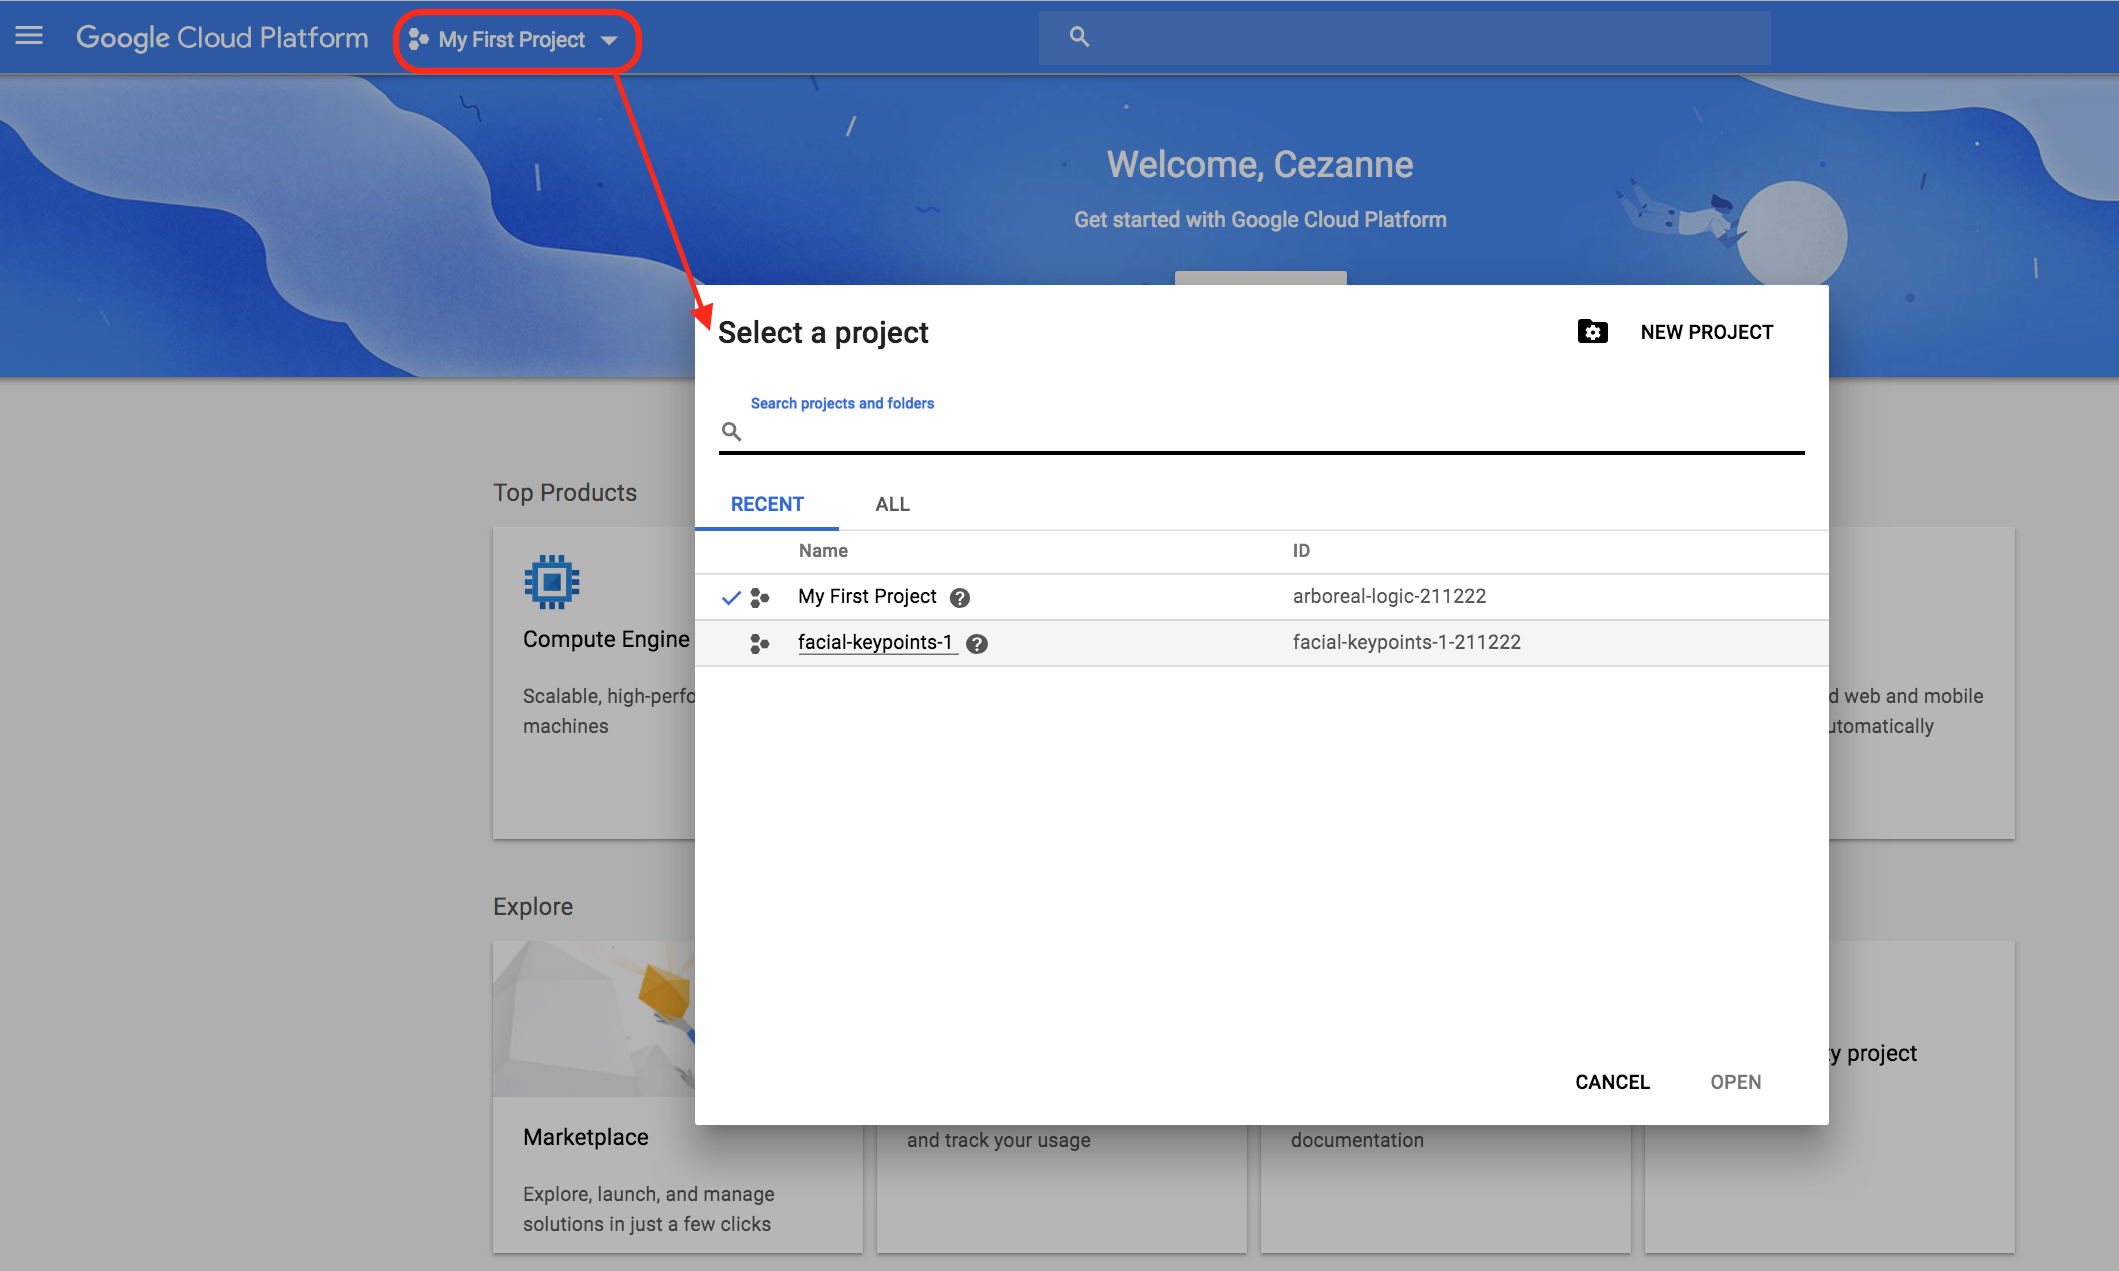 Google Cloud Platform
My First Project
Welcome, Cezanne
Get started with Google Cloud Platform
Select a project
NEW PROJECT
Search projects and folders
RECENT
ALL
Name
ID
My First Project
arboreal-logic-211222
facial-keypoints-1
facial-keypoints-1-211222
CANCEL
OPEN
Top Products
Compute Engine
Scalable, high-perfo
machines
d web and mobile
utomatically
Explore
Marketplace
Explore, launch, and manage
solutions in just a few clicks
and track your usage
documentation
y project